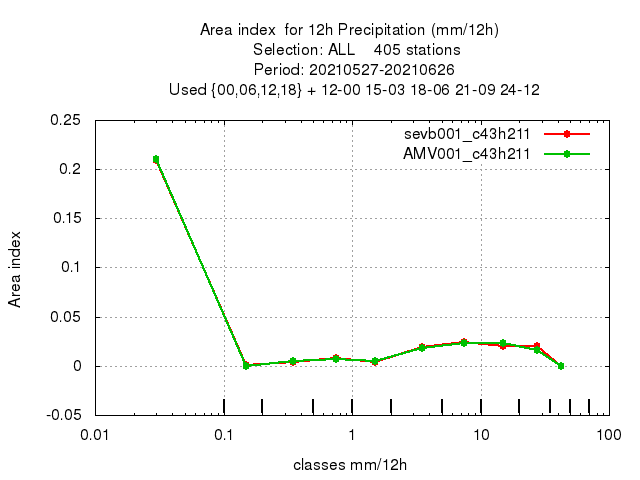 Area index  for 12h Precipitation (mm/12h)
Selection: ALL    405 stations
Period: 20210527-20210626
Used {00,06,12,18} + 12-00 15-03 18-06 21-09 24-12
sevb001_c43h211
AMV001_c43h211
0.25
0.2
0.15
0.1
0.05
0
-0.05
Area index
0.01
0.1
1
10
100
classes mm/12h